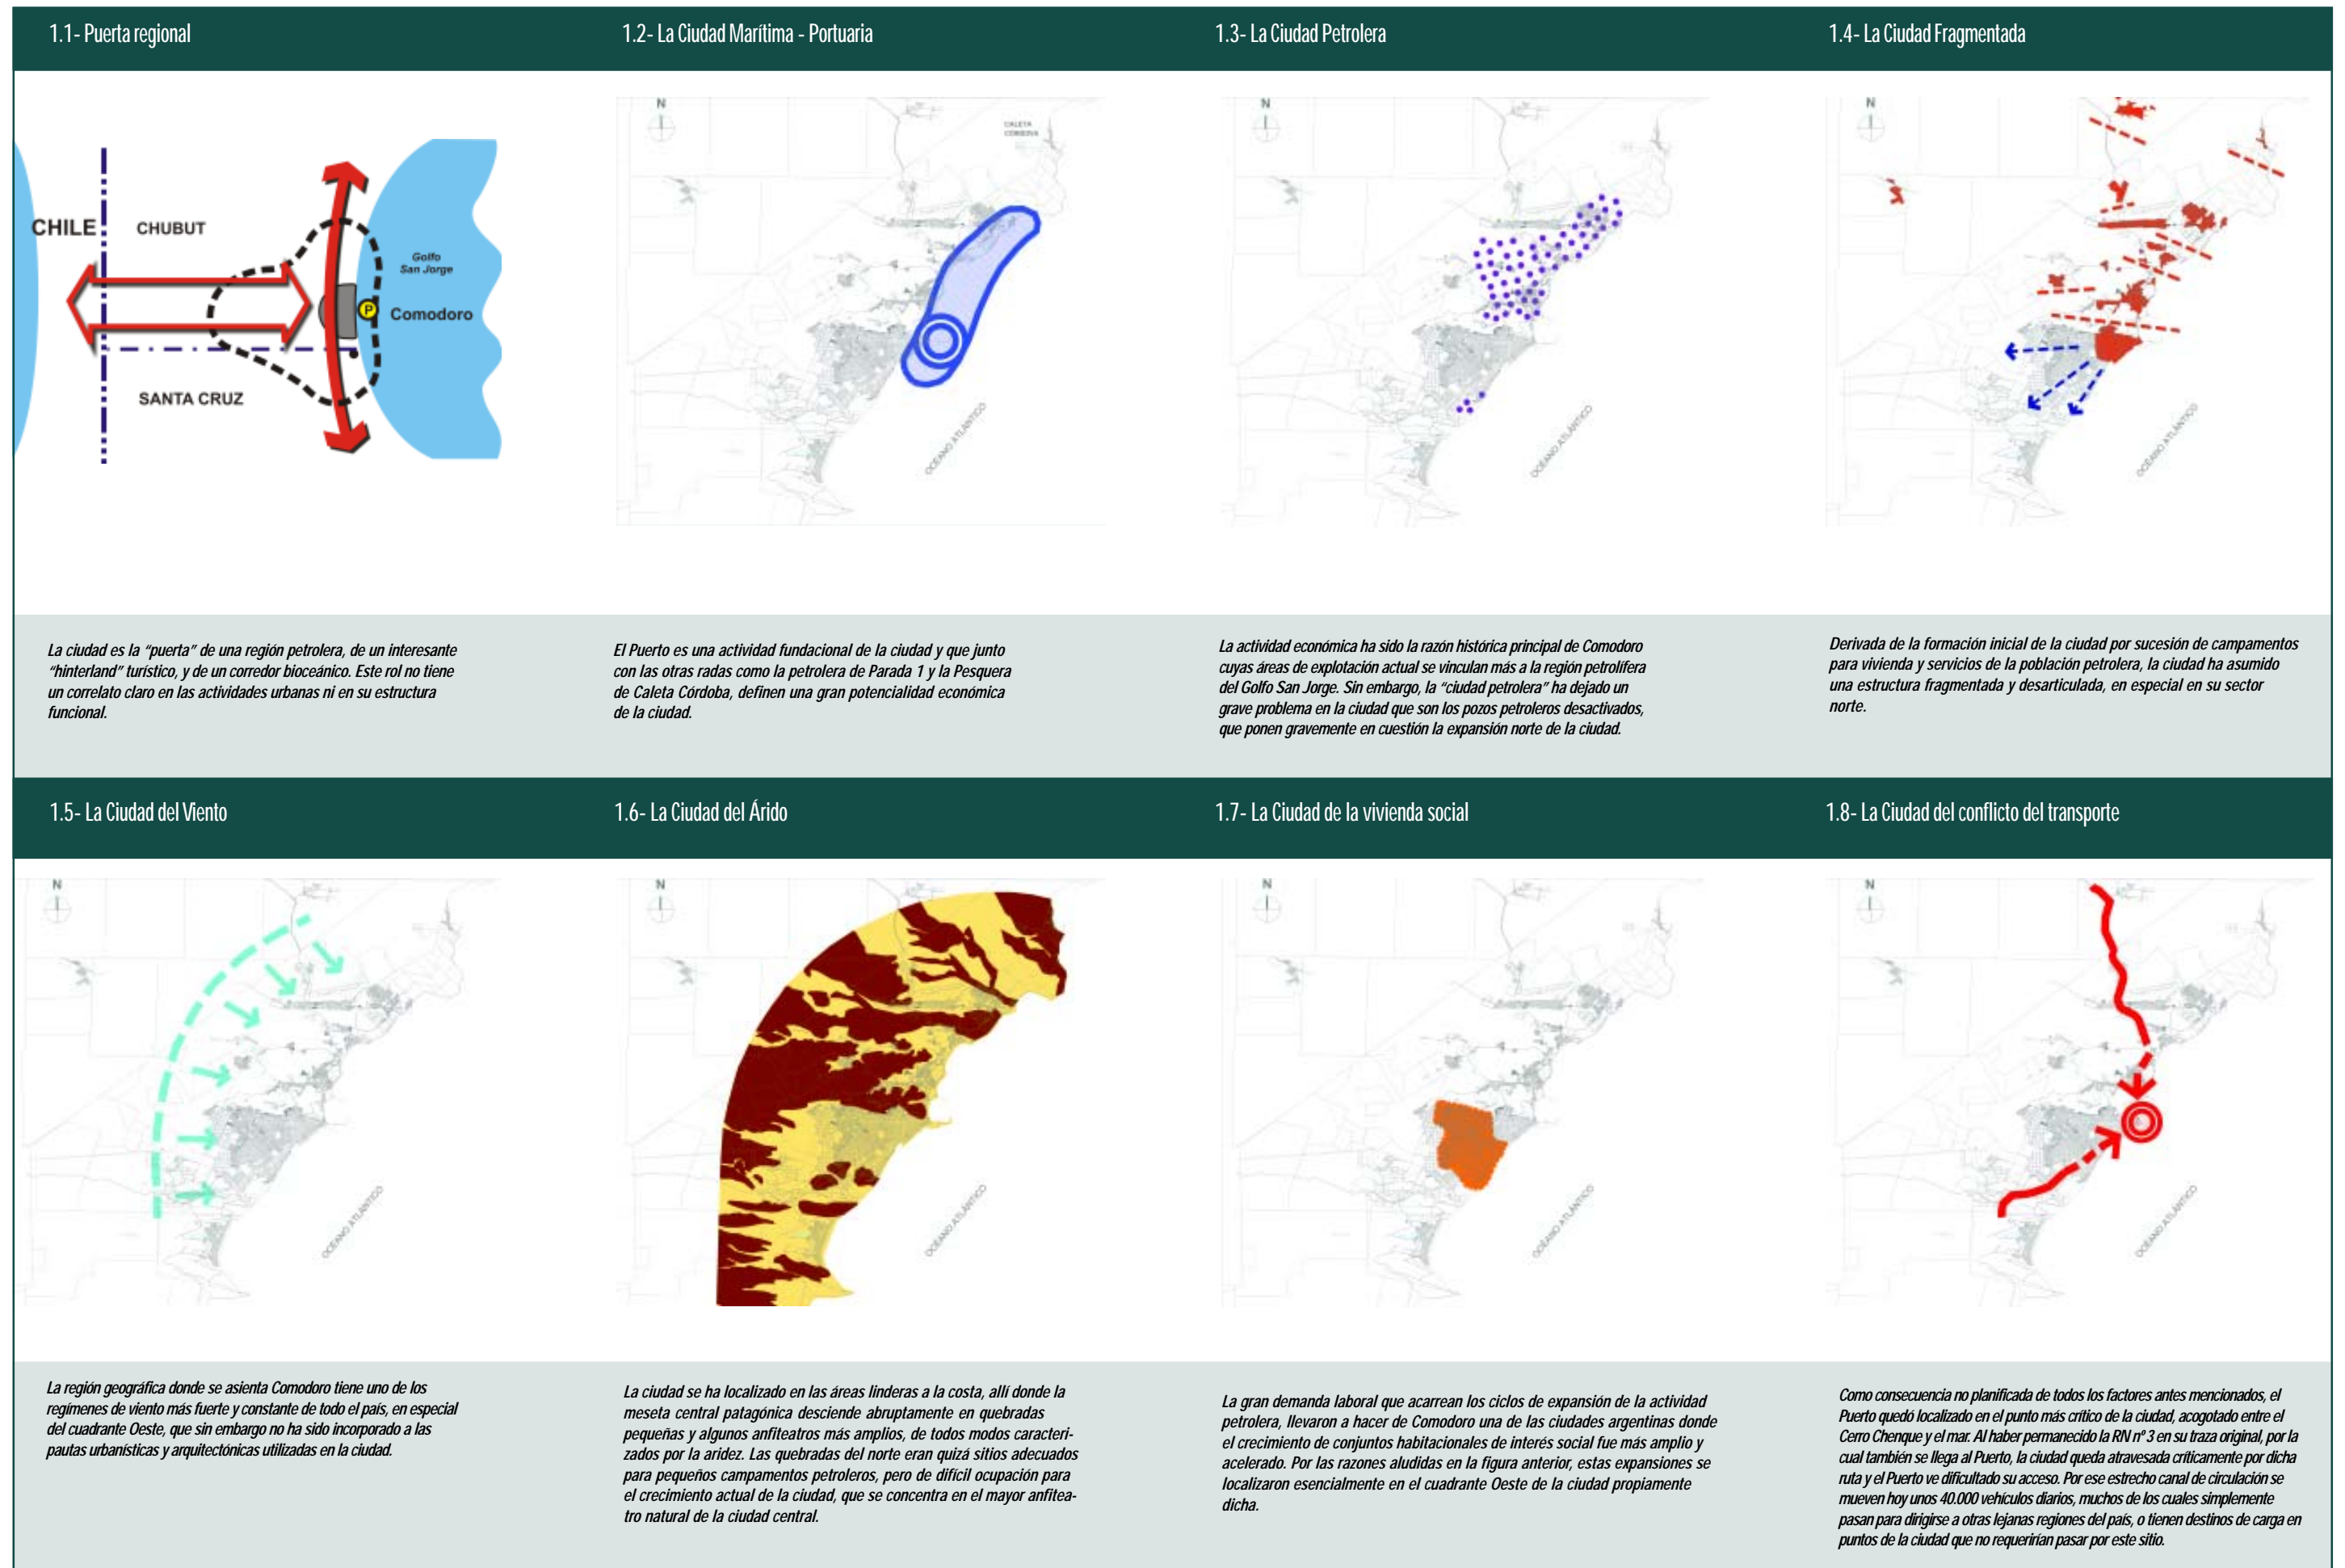 1.1- Puerta regional
1.2- La Ciudad Marítima - Portuaria
1.3- La Ciudad Petrolera
1.4- La Ciudad Fragmentada
CHILE
CHUBUT
Golfo
San Jorge
P
Comodoro
SANTA CRUZ
N
CALETA
CORDOVA
OCEANO ATLÁNTICO
N
OCEANO ATLÁNTICO
N
OCEANO ATLÁNTICO
La ciudad es la “puerta” de una región petrolera, de un interesante
“hinterland” turístico, y de un corredor bioceánico. Este rol no tiene
un correlato claro en las actividades urbanas ni en su estructura
funcional.
El Puerto es una actividad fundacional de la ciudad y que junto
con las otras radas como la petrolera de Parada 1 y la Pesquera
de Caleta Córdoba, definen una gran potencialidad económica
de la ciudad.
La actividad económica ha sido la razón histórica principal de Comodoro
cuyas áreas de explotación actual se vinculan más a la región petrolífera
del Golfo San Jorge. Sin embargo, la “ciudad petrolera” ha dejado un
grave problema en la ciudad que son los pozos petroleros desactivados,
que ponen gravemente en cuestión la expansión norte de la ciudad.
Derivada de la formación inicial de la ciudad por sucesión de campamentos
para vivienda y servicios de la población petrolera, la ciudad ha asumido
una estructura fragmentada y desarticulada, en especial en su sector
norte.
1.5- La Ciudad del Viento
1.6- La Ciudad del Árido
1.7- La Ciudad de la vivienda social
1.8- La Ciudad del conflicto del transporte
N
OCEANO ATLÁNTICO
N
OCEANO ATLÁNTICO
N
OCEANO ATLÁNTICO
N
OCEANO ATLÁNTICO
La región geográfica donde se asienta Comodoro tiene uno de los
regímenes de viento más fuerte y constante de todo el país, en especial
del cuadrante Oeste, que sin embargo no ha sido incorporado a las
pautas urbanísticas y arquitectónicas utilizadas en la ciudad.
La ciudad se ha localizado en las áreas linderas a la costa, allí donde la
meseta central patagónica desciende abruptamente en quebradas
pequeñas y algunos anfiteatros más amplios, de todos modos caracteri-
zados por la aridez. Las quebradas del norte eran quizá sitios adecuados
para pequeños campamentos petroleros, pero de difícil ocupación para
el crecimiento actual de la ciudad, que se concentra en el mayor anfitea-
tro natural de la ciudad central.
La gran demanda laboral que acarrean los ciclos de expansión de la actividad
petrolera, llevaron a hacer de Comodoro una de las ciudades argentinas donde
el crecimiento de conjuntos habitacionales de interés social fue más amplio y
acelerado. Por las razones aludidas en la figura anterior, estas expansiones se
localizaron esencialmente en el cuadrante Oeste de la ciudad propiamente
dicha.
Como consecuencia no planificada de todos los factores antes mencionados, el
Puerto quedó localizado en el punto más crítico de la ciudad, acogotado entre el
Cerro Chenque y el mar. Al haber permanecido la RN nº 3 en su traza original, por la
cual también se llega al Puerto, la ciudad queda atravesada críticamente por dicha
ruta y el Puerto ve dificultado su acceso. Por ese estrecho canal de circulación se
mueven hoy unos 40.000 vehículos diarios, muchos de los cuales simplemente
pasan para dirigirse a otras lejanas regiones del país, o tienen destinos de carga en
puntos de la ciudad que no requerirían pasar por este sitio.